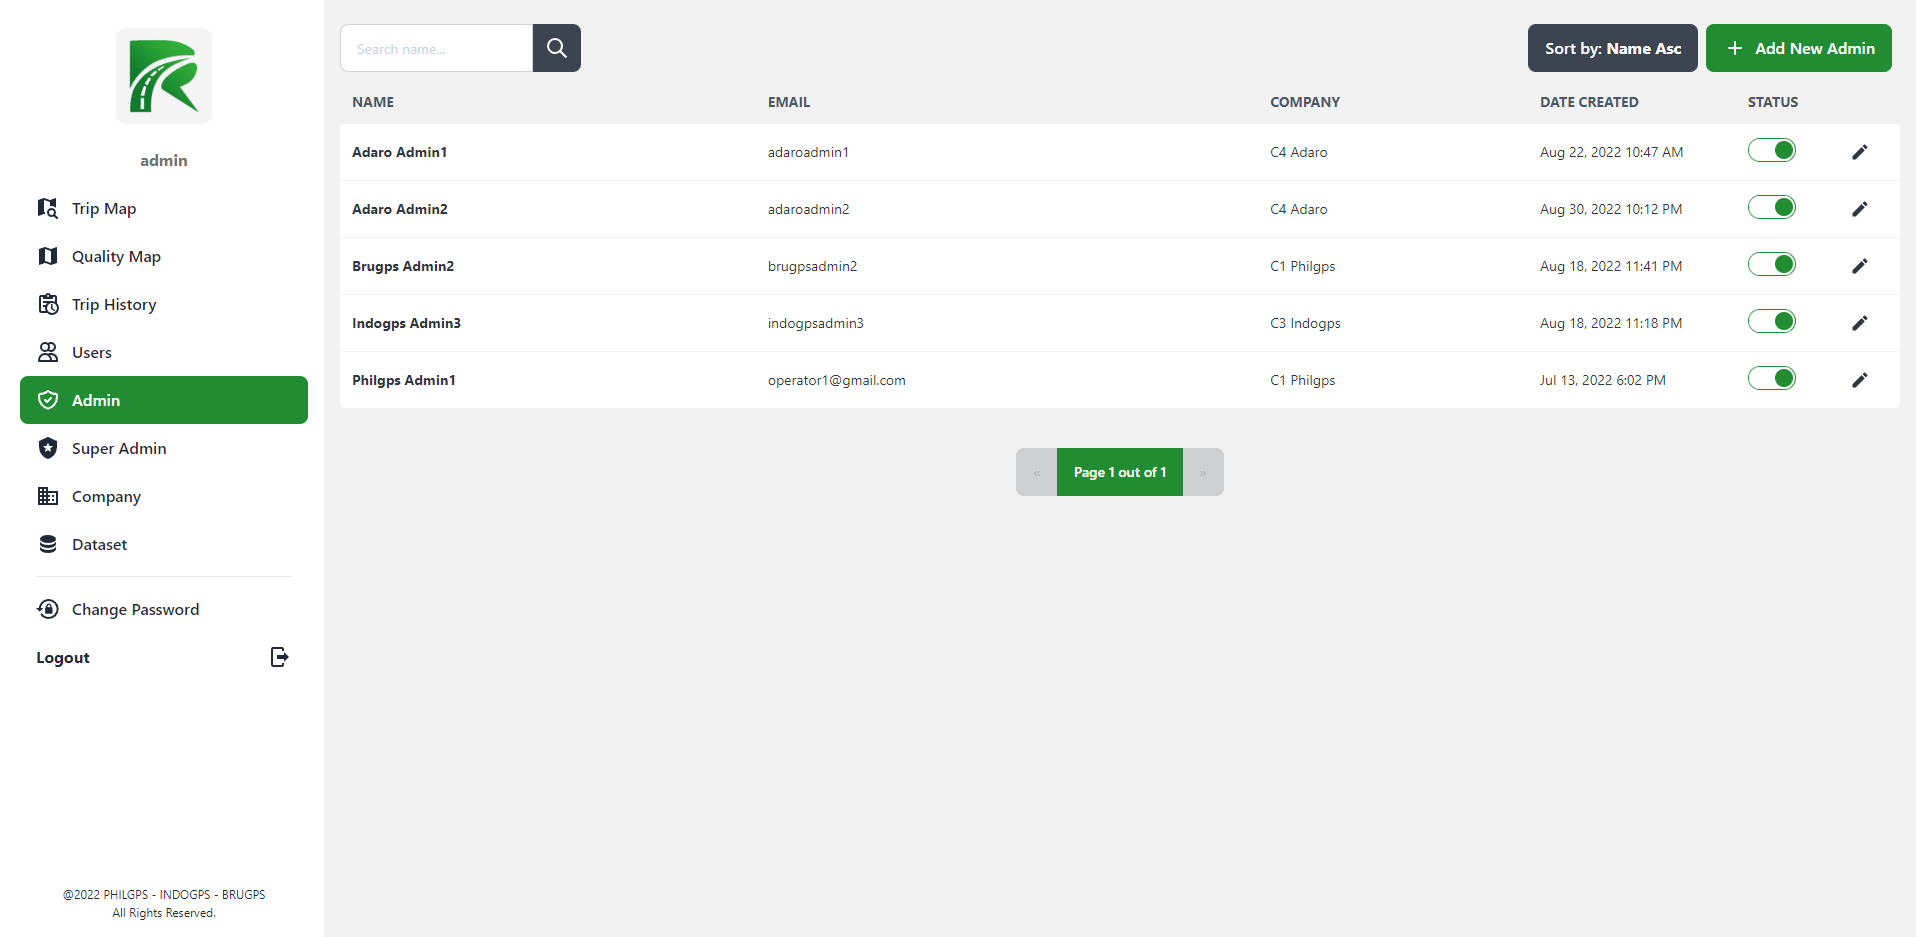 admin
Trip Map
Quality Map
Trip History
Users
Admin
Super Admin
Company
Dataset
Change Password
Logout
@2022 PHILGPS - INDOGPS - BRUGPS
All Rights Reserved.
Search name...
Sort by: Name Asc
+ Add New Admin
NAME EMAIL COMPANY DATE CREATED STATUS
Adaro Admin1 adaroadmin1 C4 Adaro Aug 22, 2022 10:47 AM
Adaro Admin2 adaroadmin2 C4 Adaro Aug 30, 2022 10:12 PM
Brugps Admin2 brugpsadmin2 C1 Philgps Aug 18, 2022 11:41 PM
Indogps Admin3 indogpsadmin3 C3 Indogps Aug 18, 2022 11:18 PM
Philgps Admin1 operator1@gmail.com C1 Philgps Jul 13, 2022 6:02 PM
« Page 1 out of 1 »